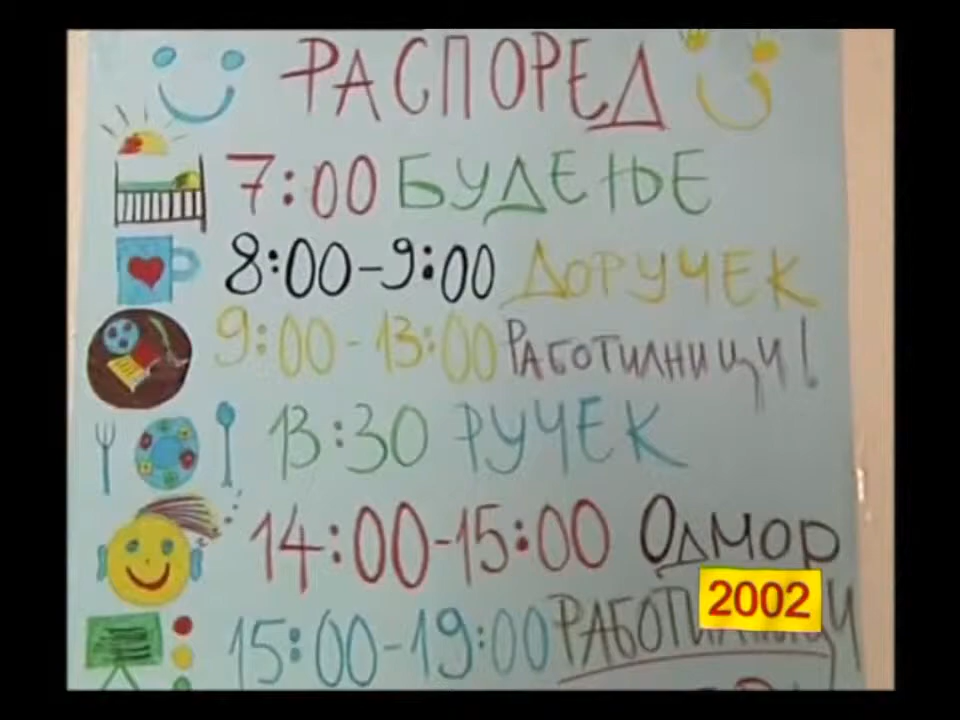 РАСПОРЕД
7:00 БУДЕЊЕ
8:00-9:00 ДОРУЧЕК
9:00-13:00 РАБОТИЛНИЦИ!
13:30 РУЧЕК
14:00-15:00 ОДМОР
15:00-19:00
2002